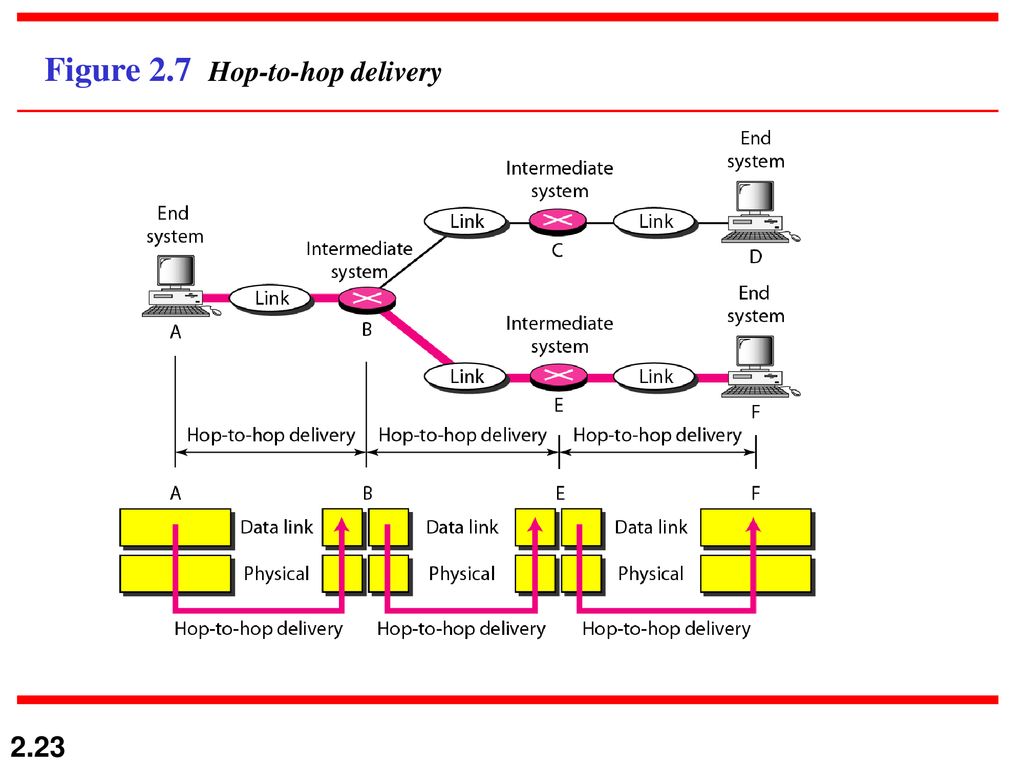 Figure 2.7 Hop-to-hop delivery
End
system
Intermediate
system
Link
C
Link
D
End
system
A
Link
Intermediate
system
B
End
system
Intermediate
system
Link
E
Link
F
Hop-to-hop delivery Hop-to-hop delivery Hop-to-hop delivery
A B E F
Data link Data link Data link
Physical Physical Physical
Hop-to-hop delivery Hop-to-hop delivery Hop-to-hop delivery
2.23